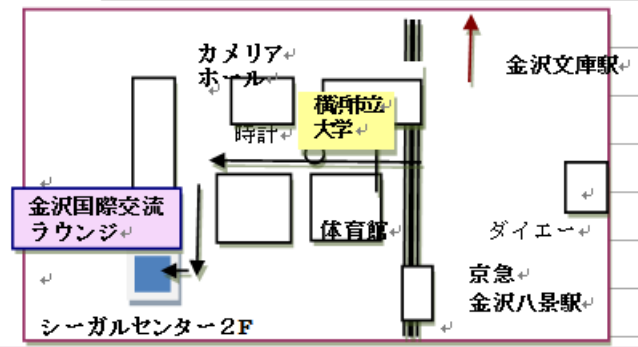 カメリア
ホール
金沢文庫駅
横浜市立
大学
時計
金沢国際交流
ラウンジ
体育館
ダイエー
京急
金沢八景駅
シーガルセンター2F